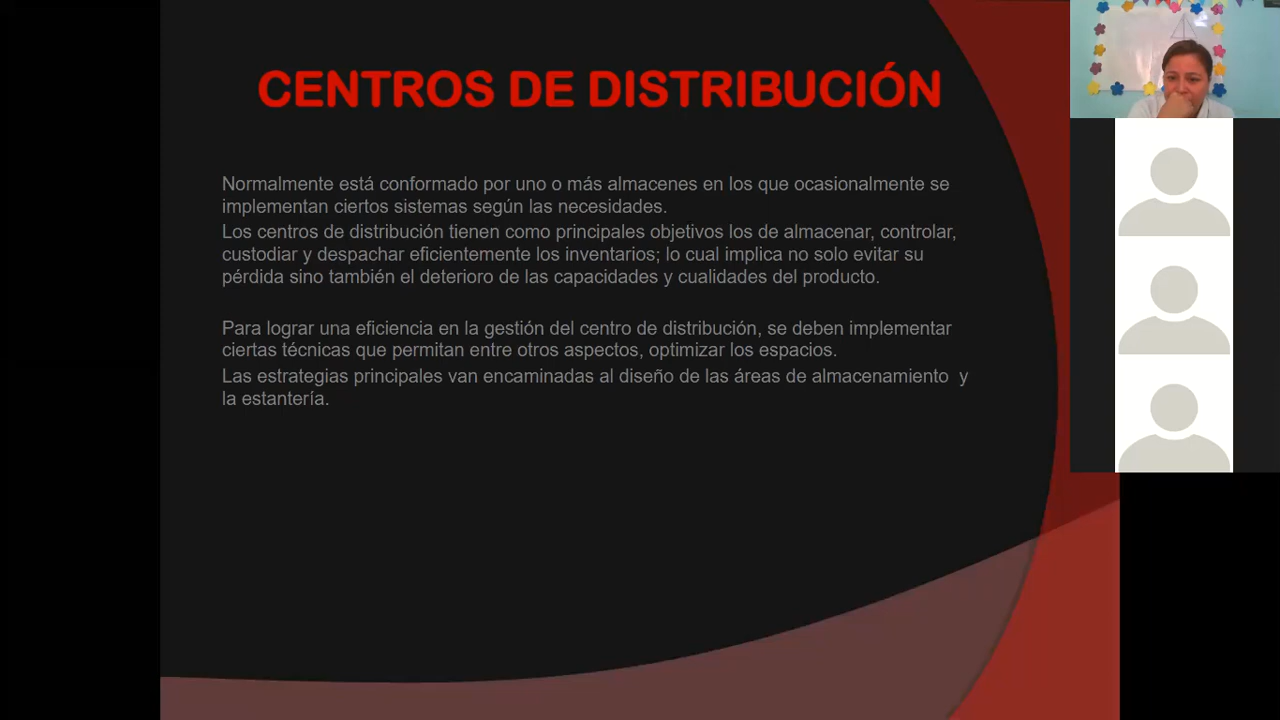 CENTROS DE DISTRIBUCIÓN
Normalmente está conformado por uno o más almacenes en los que ocasionalmente se
implementan ciertos sistemas según las necesidades.
Los centros de distribución tienen como principales objetivos los de almacenar, controlar,
custodiar y despachar eficientemente los inventarios; lo cual implica no solo evitar su
pérdida sino también el deterioro de las capacidades y cualidades del producto.
Para lograr una eficiencia en la gestión del centro de distribución, se deben implementar
ciertas técnicas que permitan entre otros aspectos, optimizar los espacios.
Las estrategias principales van encaminadas al diseño de las áreas de almacenamiento  y
la estantería.